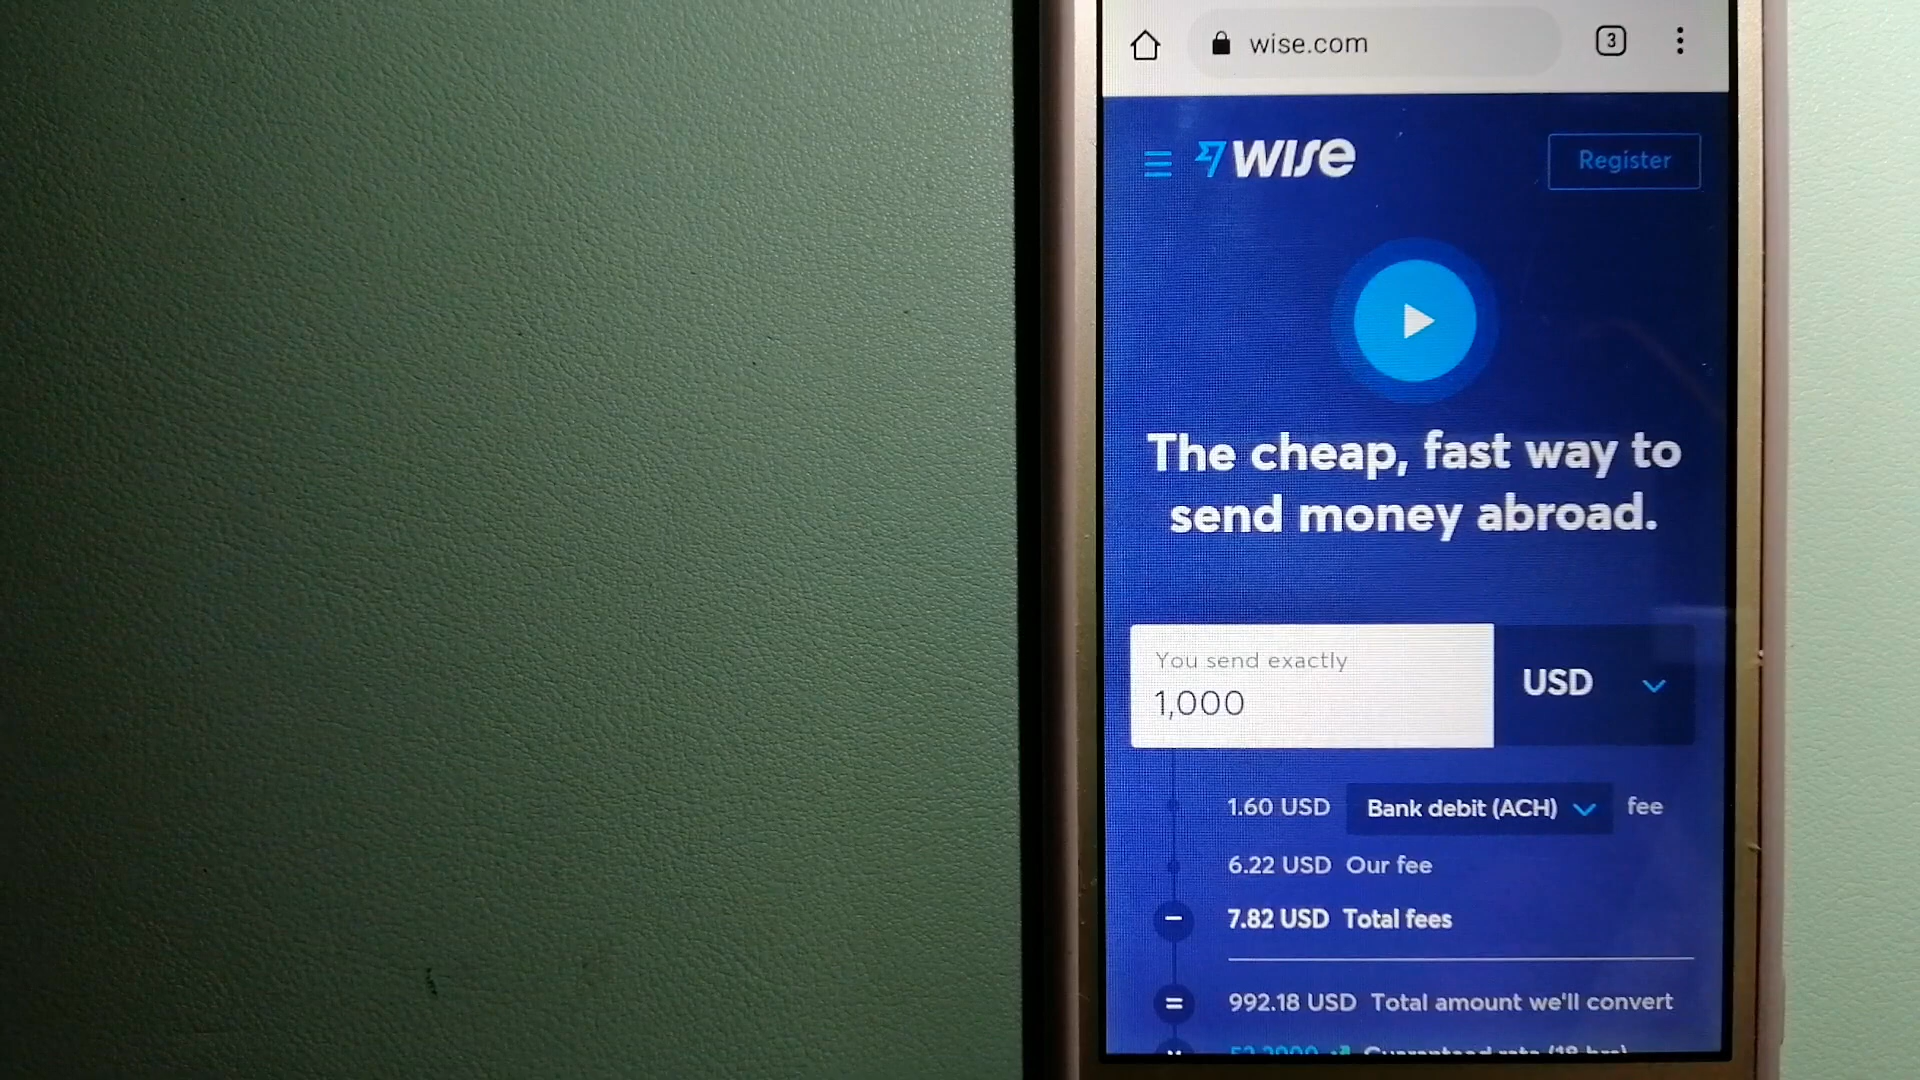 wise.com
3
WISE
Register
The cheap, fast way to
send money abroad.
You send exactly
1,000
USD
1.60 USD Bank debit (ACH) fee
6.22 USD Our fee
7.82 USD Total fees
992.18 USD Total amount we'll convert
Guaranteed rate